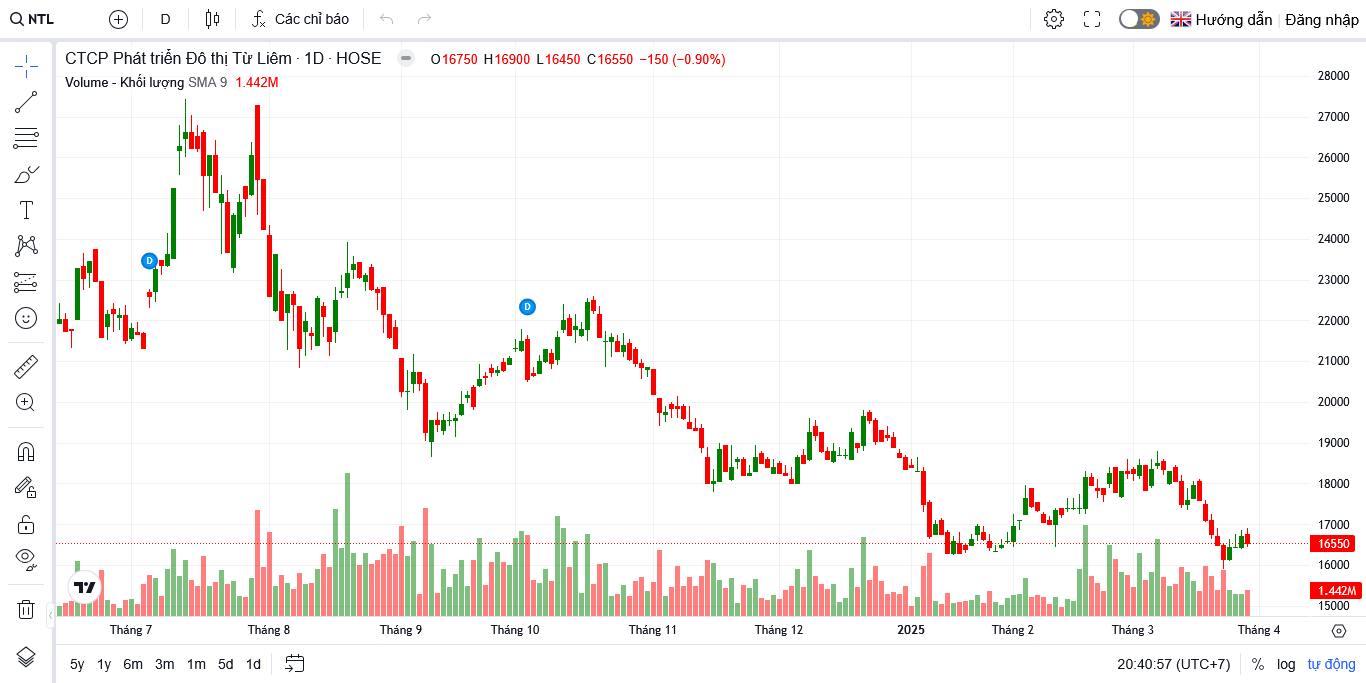 NTL D Các chỉ báo Hướng dẫn Đăng nhập
CTCP Phát triển Đô thị Từ Liêm · 1D · HOSE O16750 H16900 L16450 C16550 −150 (−0.90%)
Volume - Khối lượng SMA 9 1.442M
28000
27000
26000
25000
24000
D
23000
D
22000
21000
20000
19000
18000
17000
16550
16000
1.442M
15000
Tháng 7 Tháng 8 Tháng 9 Tháng 10 Tháng 11 Tháng 12 2025 Tháng 2 Tháng 3 Tháng 4
5y 1y 6m 3m 1m 5d 1d 20:40:57 (UTC+7) % log tự động